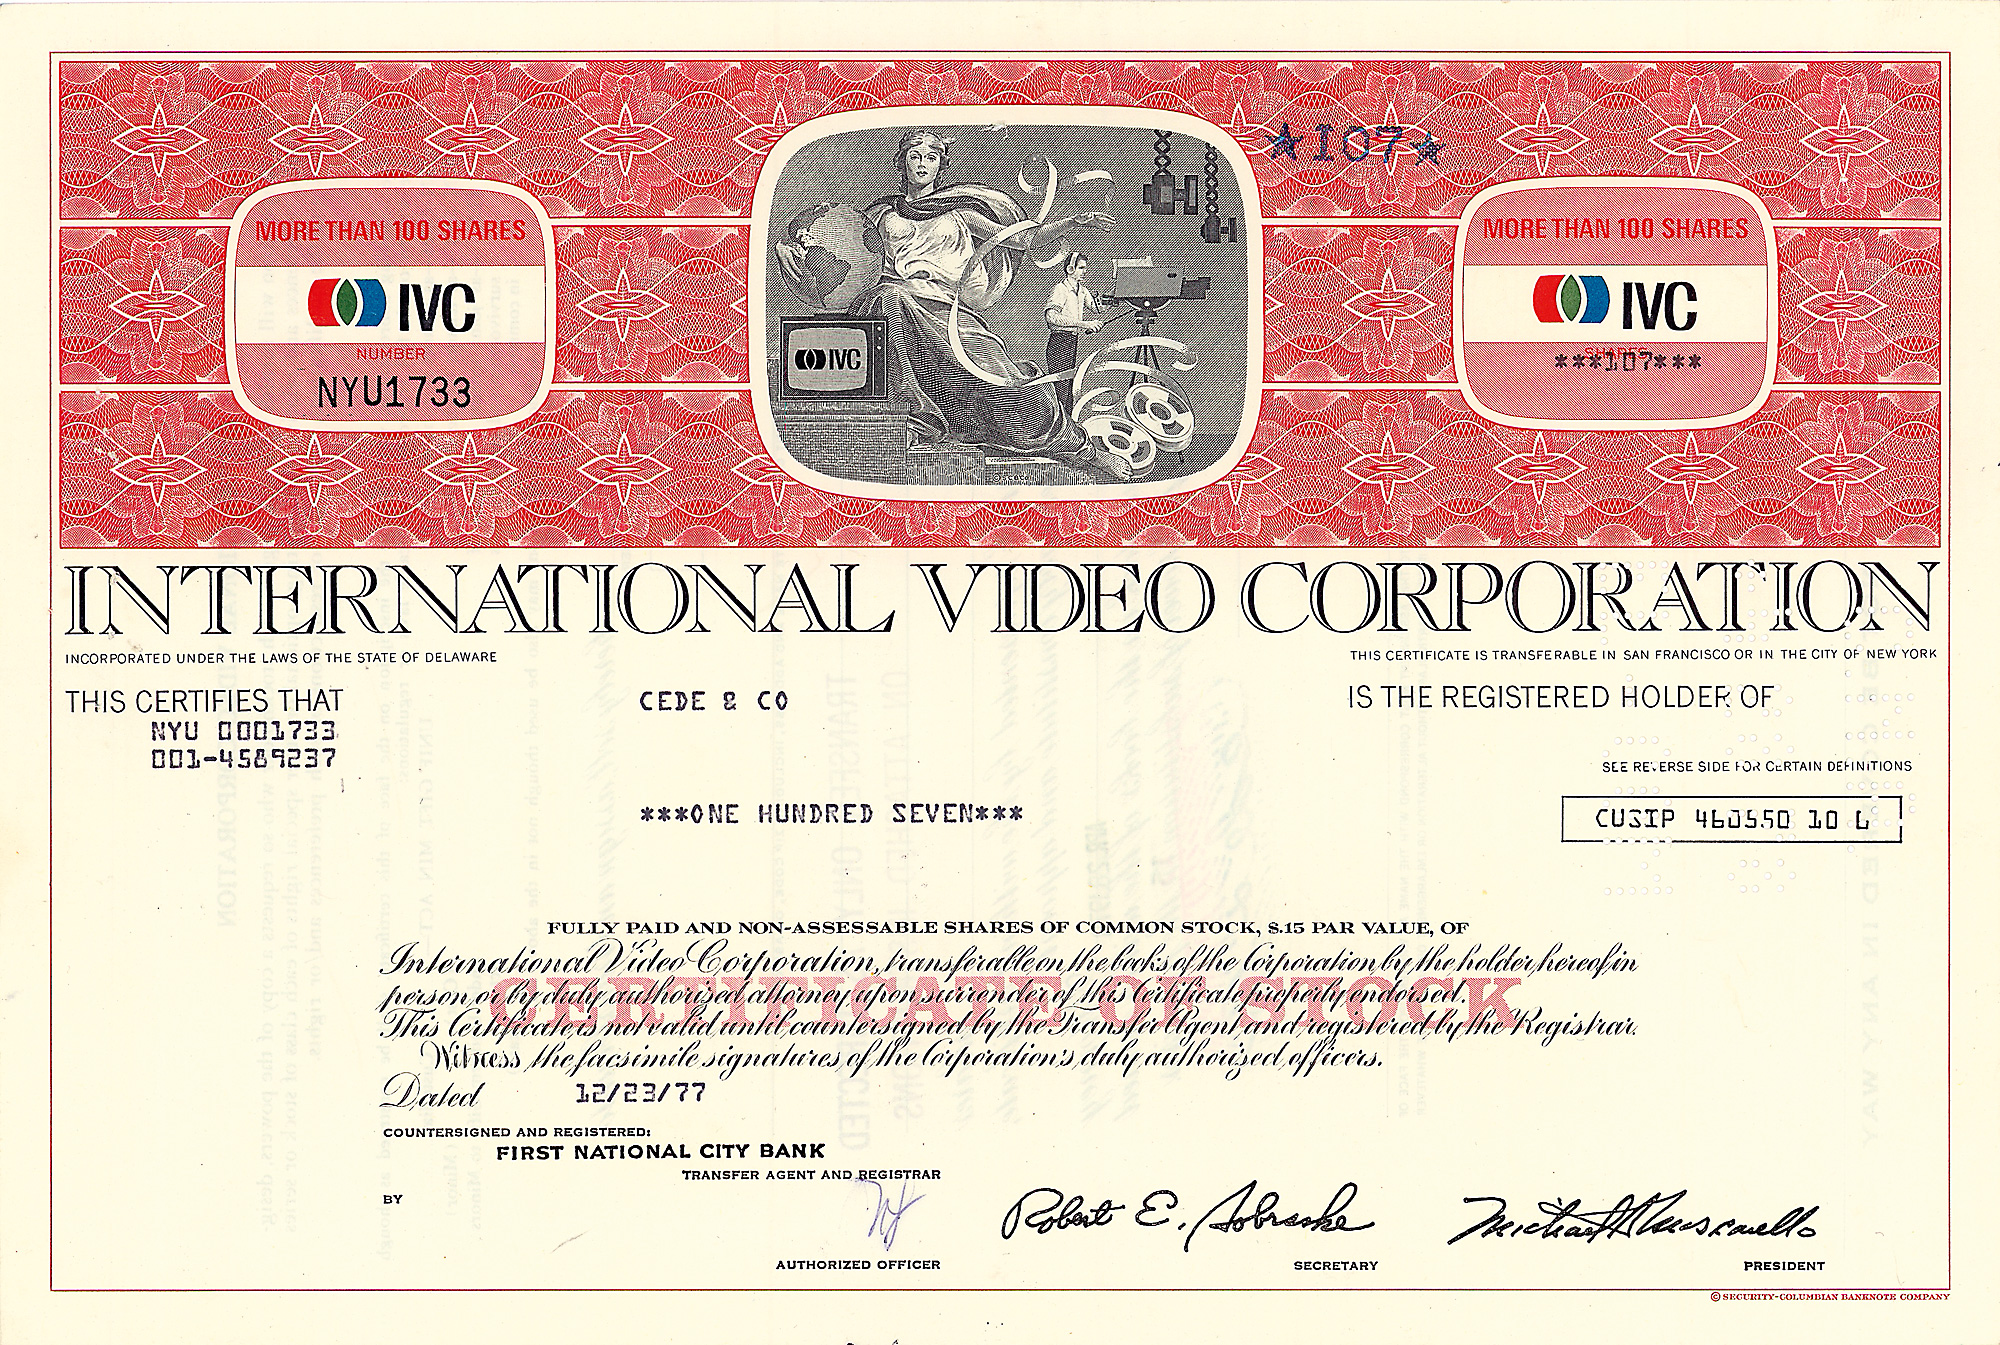 ★107★
MORE THAN 100 SHARES
IVC
NUMBER
NYU1733
IVC
MORE THAN 100 SHARES
IVC
***107***
INTERNATIONAL VIDEO CORPORATION
INCORPORATED UNDER THE LAWS OF THE STATE OF DELAWARE
THIS CERTIFICATE IS TRANSFERABLE IN SAN FRANCISCO OR IN THE CITY OF NEW YORK
THIS CERTIFIES THAT
CEDE & CO
IS THE REGISTERED HOLDER OF
NYU 0001733
001-4589237
SEE REVERSE SIDE FOR CERTAIN DEFINITIONS
***ONE HUNDRED SEVEN***
CUSIP 460550 10 6
FULLY PAID AND NON-ASSESSABLE SHARES OF COMMON STOCK, $.15 PAR VALUE, OF
CERTIFICATE OF STOCK
International Video Corporation, transferable on the books of the Corporation by the holder hereof in
person or by duly authorized attorney upon surrender of this Certificate properly endorsed.
This Certificate is not valid until countersigned by the Transfer Agent and registered by the Registrar.
Witness the facsimile signatures of the Corporation's duly authorized officers.
Dated 12/23/77
COUNTERSIGNED AND REGISTERED:
FIRST NATIONAL CITY BANK
TRANSFER AGENT AND REGISTRAR
BY
AUTHORIZED OFFICER
Robert E. Sobraske
SECRETARY
Michael A. Muscarello
PRESIDENT
© SECURITY-COLUMBIAN BANKNOTE COMPANY